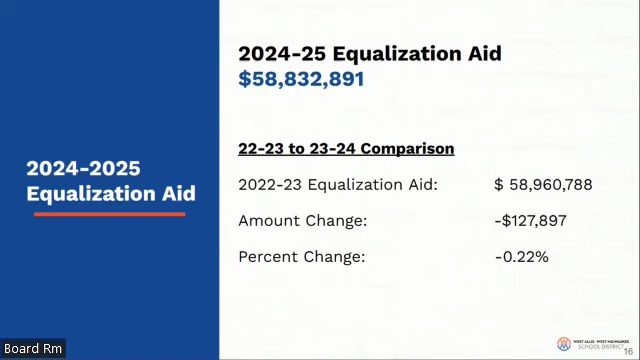 2024-2025
Equalization Aid
2024-25 Equalization Aid
$58,832,891
22-23 to 23-24 Comparison
2022-23 Equalization Aid: $ 58,960,788
Amount Change: -$127,897
Percent Change: -0.22%
WEST ALLIS-WEST MILWAUKEE
SCHOOL DISTRICT
16
Board Rm